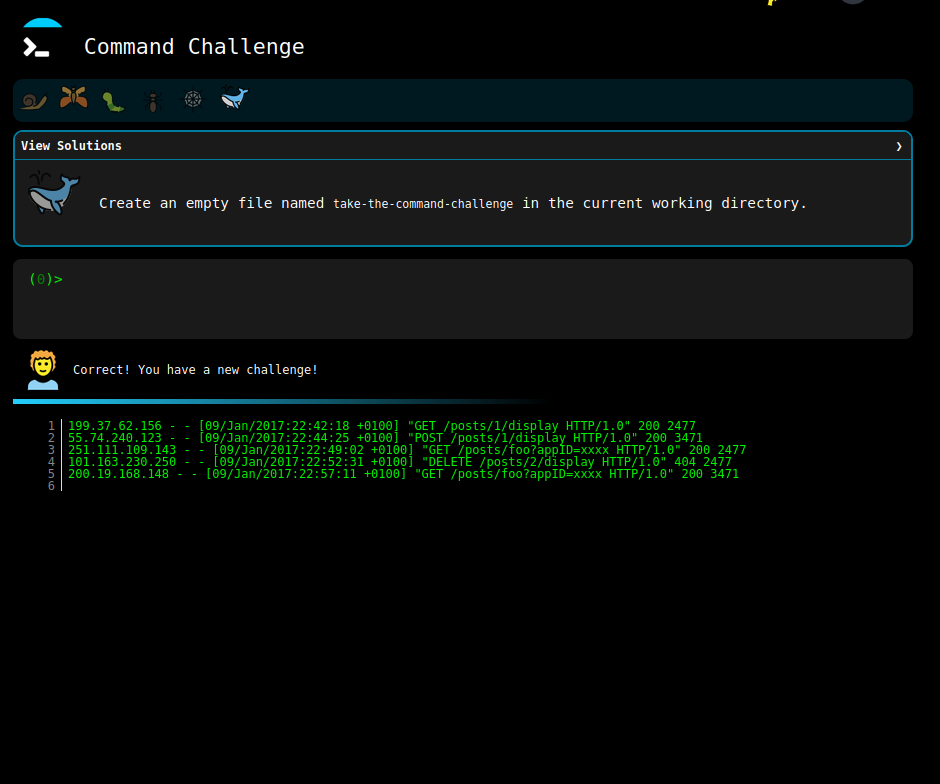 Command Challenge
View Solutions ❯
Create an empty file named take-the-command-challenge in the current working directory.
(0)>
Correct! You have a new challenge!
1 199.37.62.156 - - [09/Jan/2017:22:42:18 +0100] "GET /posts/1/display HTTP/1.0" 200 2477
2 55.74.240.123 - - [09/Jan/2017:22:44:25 +0100] "POST /posts/1/display HTTP/1.0" 200 3471
3 251.111.109.143 - - [09/Jan/2017:22:49:02 +0100] "GET /posts/foo?appID=xxxx HTTP/1.0" 200 2477
4 101.163.230.250 - - [09/Jan/2017:22:52:31 +0100] "DELETE /posts/2/display HTTP/1.0" 404 2477
5 200.19.168.148 - - [09/Jan/2017:22:57:11 +0100] "GET /posts/foo?appID=xxxx HTTP/1.0" 200 3471
6